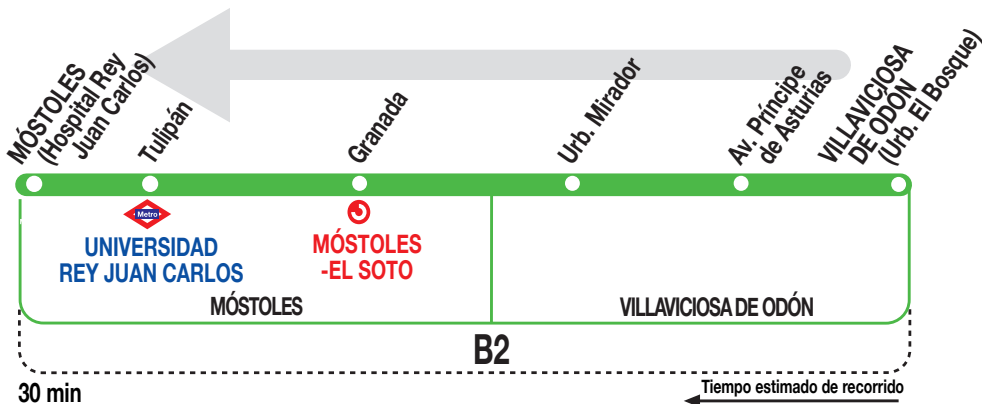 MÓSTOLES
(Hospital Rey
Juan Carlos)
Tulipán
Granada
Urb. Mirador
Av. Príncipe
de Asturias
VILLAVICIOSA
DE ODÓN
(Urb. El Bosque)
Metro
UNIVERSIDAD
REY JUAN CARLOS
MÓSTOLES
-EL SOTO
MÓSTOLES
VILLAVICIOSA DE ODÓN
B2
30 min
Tiempo estimado de recorrido